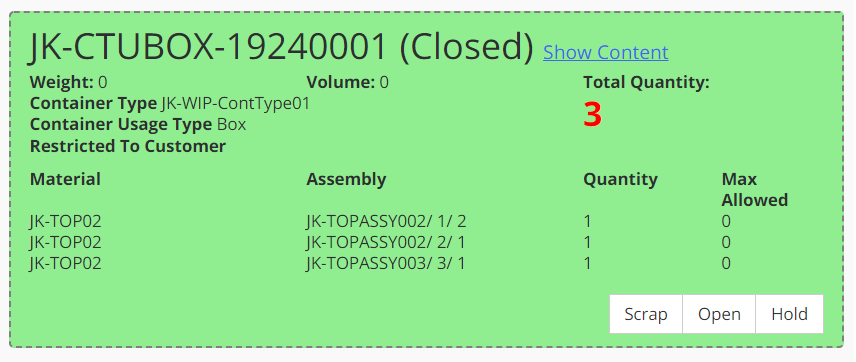 JK-CTUBOX-19240001 (Closed) Show Content
Weight: 0 Volume: 0 Total Quantity:
3
Container Type JK-WIP-ContType01
Container Usage Type Box
Restricted To Customer
Material Assembly Quantity Max Allowed
JK-TOP02 JK-TOPASSY002/ 1/ 2 1 0
JK-TOP02 JK-TOPASSY002/ 2/ 1 1 0
JK-TOP02 JK-TOPASSY003/ 3/ 1 1 0
Scrap Open Hold